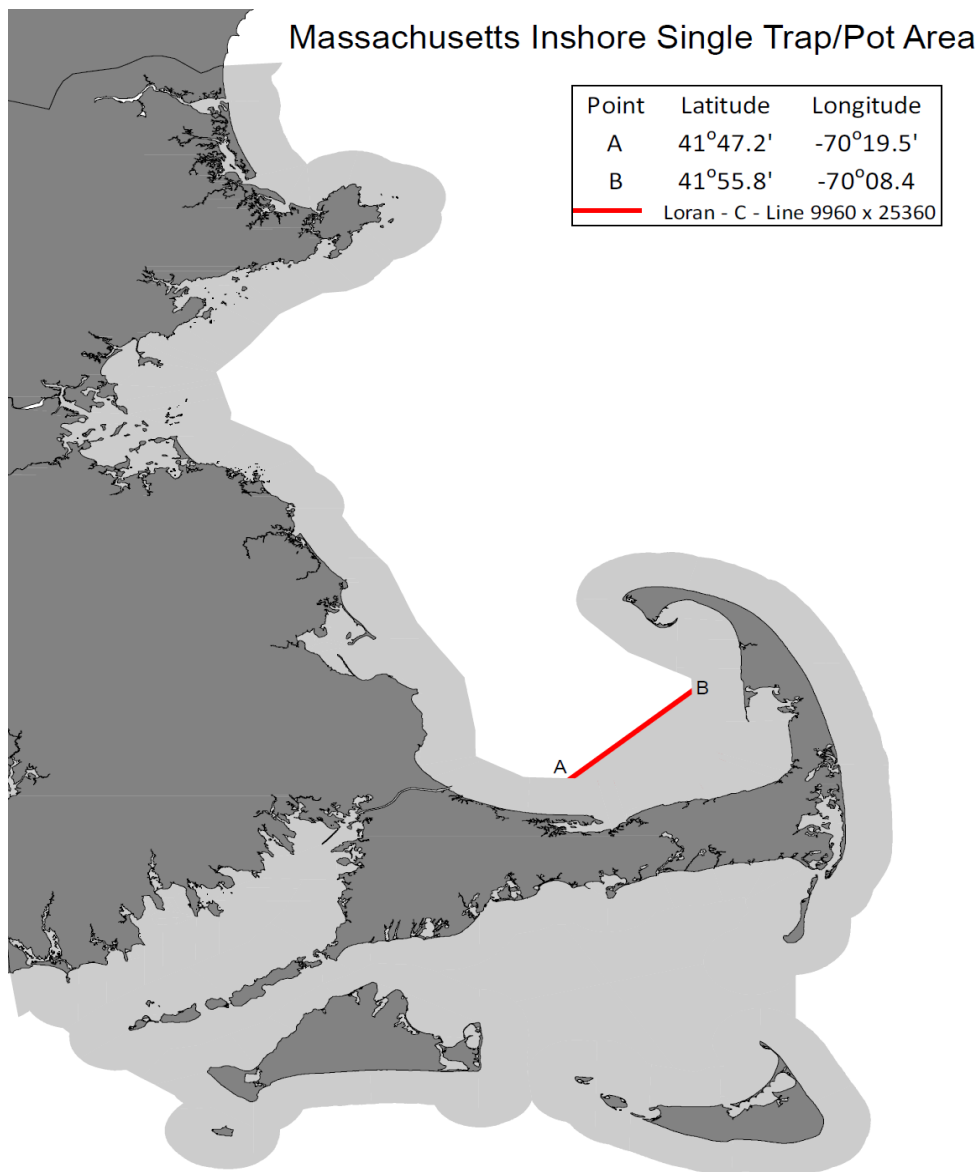 Massachusetts Inshore Single Trap/Pot Area
Point Latitude Longitude
A 41°47.2' -70°19.5'
B 41°55.8' -70°08.4
Loran - C - Line 9960 x 25360
B
A